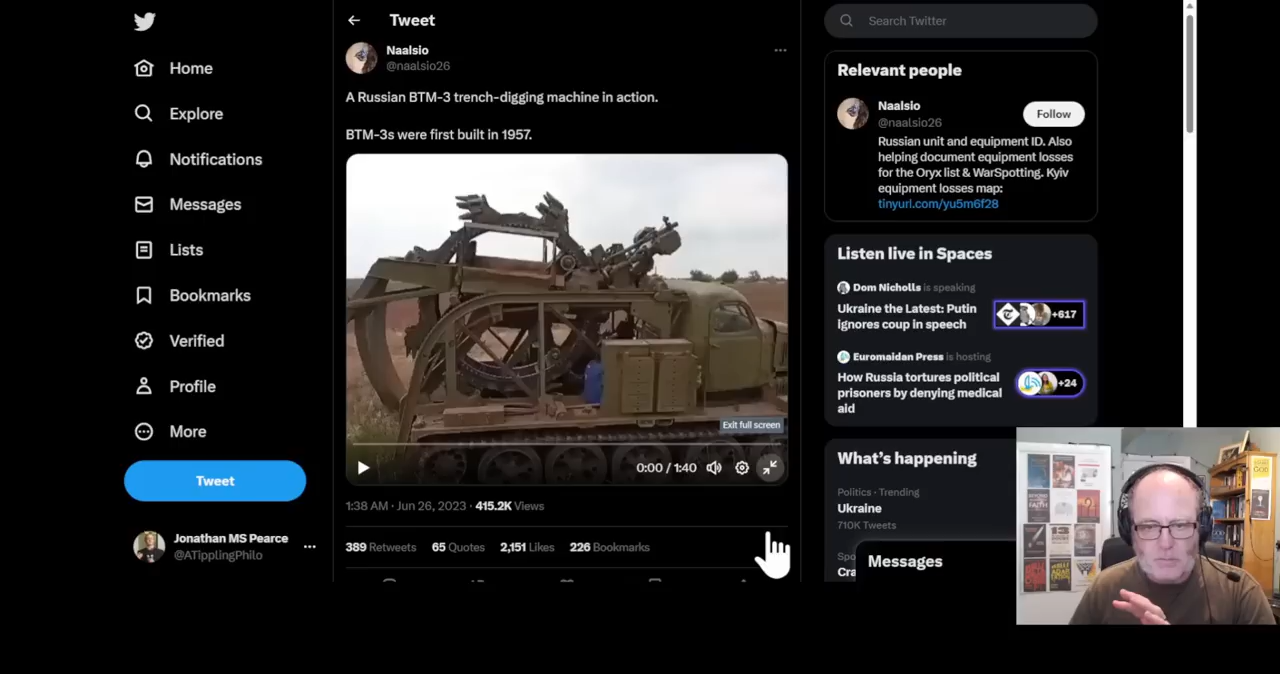 Home
Explore
Notifications
Messages
Lists
Bookmarks
Verified
Profile
More
Tweet
Jonathan MS Pearce
@ATipplingPhilo
Tweet
Naalsio
@naalsio26
A Russian BTM-3 trench-digging machine in action.
BTM-3s were first built in 1957.
Exit full screen
0:00 / 1:40
1:38 AM · Jun 26, 2023 · 415.2K Views
389 Retweets 65 Quotes 2,151 Likes 226 Bookmarks
Search Twitter
Relevant people
Naalsio
@naalsio26
Follow
Russian unit and equipment ID. Also
helping document equipment losses
for the Oryx list & WarSpotting. Kyiv
equipment losses map:
tinyurl.com/yu5m6f28
Listen live in Spaces
Dom Nicholls is speaking
Ukraine the Latest: Putin
ignores coup in speech
+617
Euromaidan Press is hosting
How Russia tortures political
prisoners by denying medical
aid
+24
What's happening
Politics · Trending
Ukraine
710K Tweets
Messages
GOD